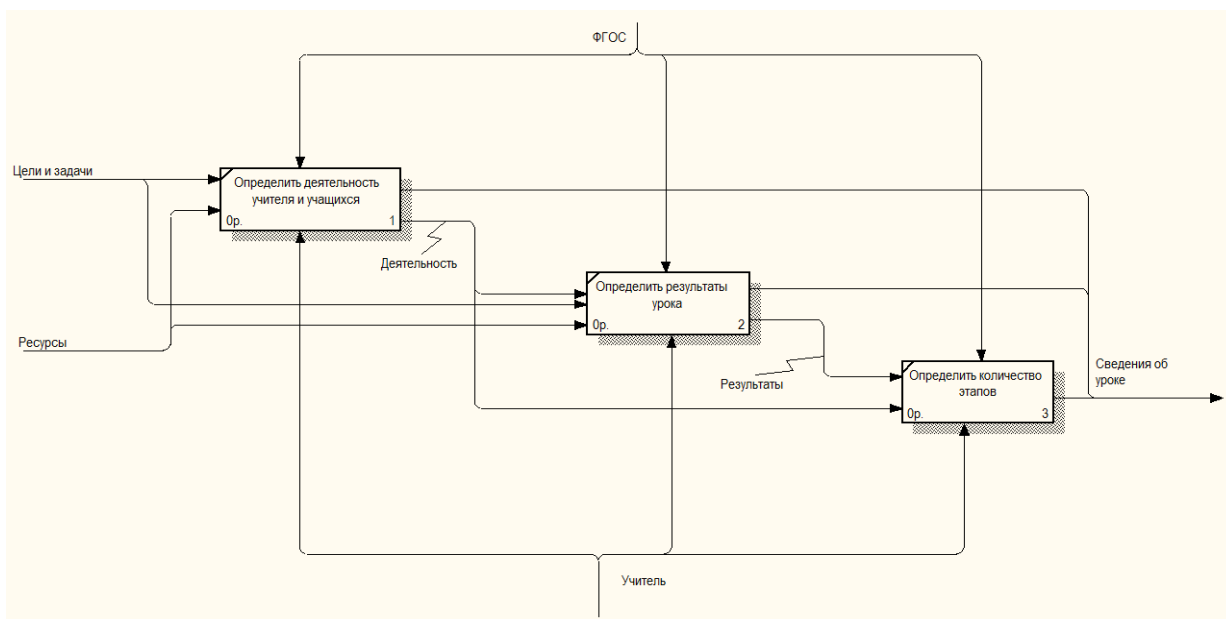 ФГОС
Цели и задачи
Определить деятельность
учителя и учащихся
0р. 1
Деятельность
Определить результаты
урока
0р. 2
Ресурсы
Результаты
Сведения об
уроке
Определить количество
этапов
0р. 3
Учитель